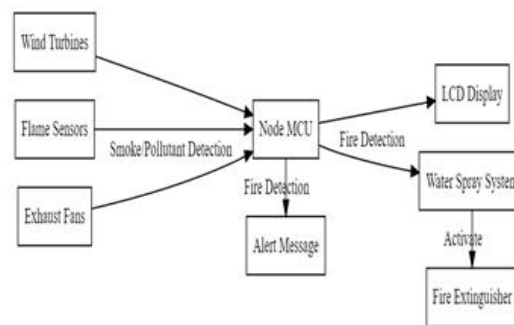 Wind Turbines
LCD Display
Flame Sensors
Node MCU
Smoke/Pollutant Detection
Fire Detection
Water Spray System
Fire Detection
Exhaust Fans
Alert Message
Activate
Fire Extinguisher